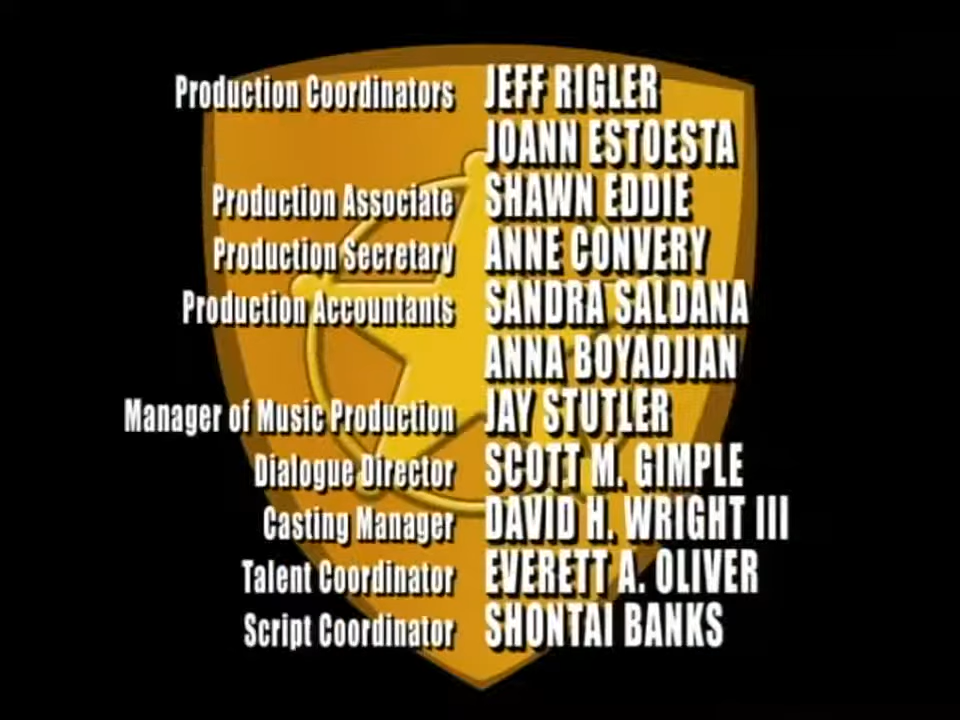 Production Coordinators JEFF RIGLER
JOANN ESTOESTA
Production Associate SHAWN EDDIE
Production Secretary ANNE CONVERY
Production Accountants SANDRA SALDANA
ANNA BOYADJIAN
Manager of Music Production JAY STUTLER
Dialogue Director SCOTT M. GIMPLE
Casting Manager DAVID H. WRIGHT III
Talent Coordinator EVERETT A. OLIVER
Script Coordinator SHONTAI BANKS